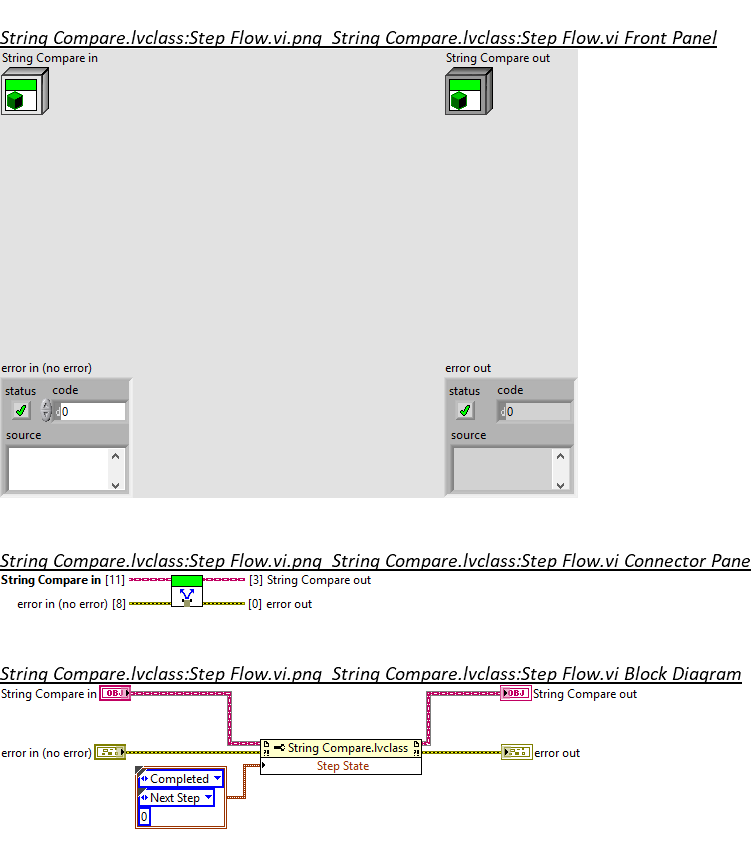 String Compare.lvclass:Step Flow.vi.png String Compare.lvclass:Step Flow.vi Front Panel
String Compare in
String Compare out
error in (no error)
error out
status code
status code
d 0
d 0
source
source
String Compare.lvclass:Step Flow.vi.png String Compare.lvclass:Step Flow.vi Connector Pane
String Compare in [11]
[3] String Compare out
error in (no error) [8]
[0] error out
String Compare.lvclass:Step Flow.vi.png String Compare.lvclass:Step Flow.vi Block Diagram
String Compare in
OBJ
OBJ
String Compare out
String Compare.lvclass
error in (no error)
error out
Step State
Completed
Next Step
0